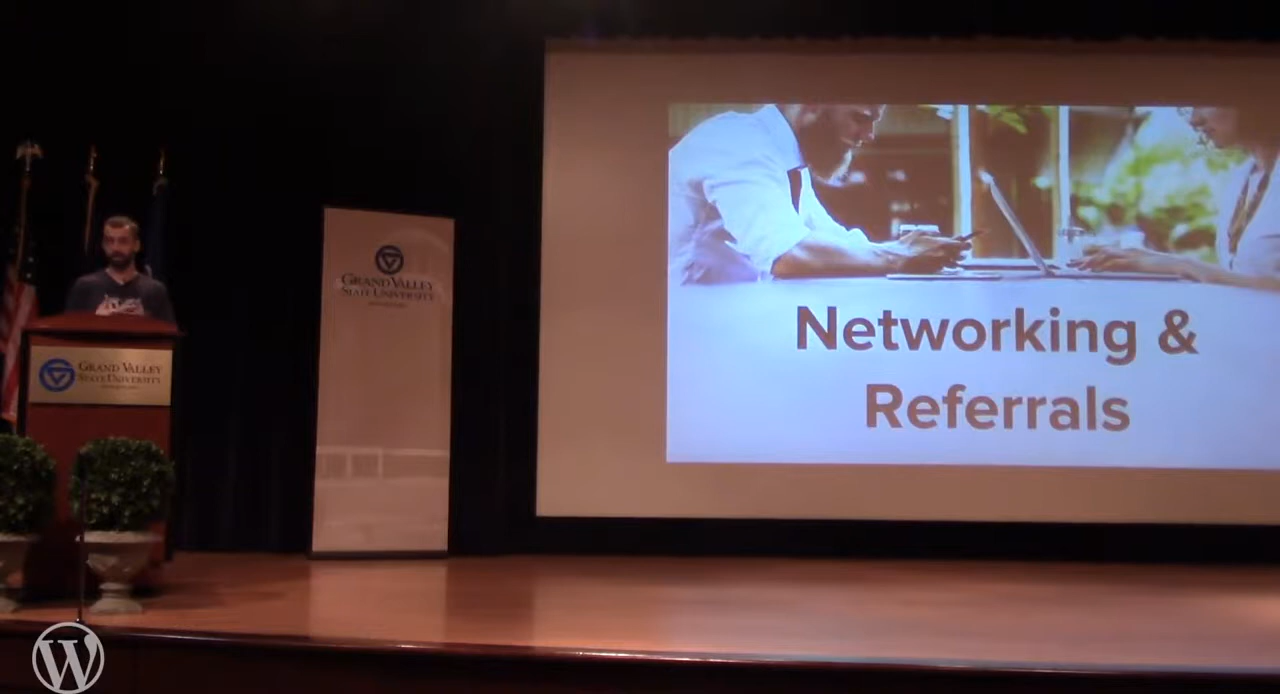 GRAND VALLEY
STATE UNIVERSITY
GRAND VALLEY
STATE UNIVERSITY
Networking &
Referrals
W